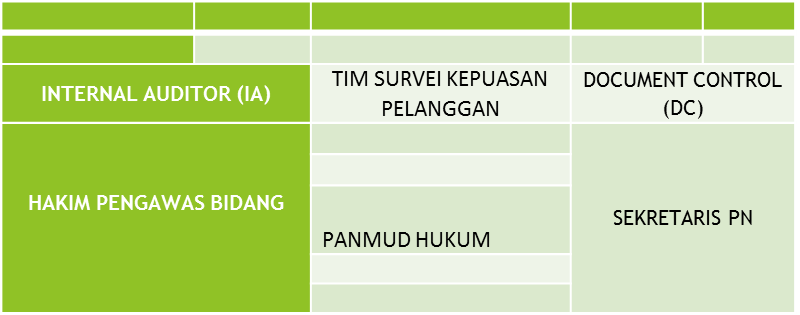 INTERNAL AUDITOR (IA)
TIM SURVEI KEPUASAN
PELANGGAN
DOCUMENT CONTROL
(DC)
HAKIM PENGAWAS BIDANG
PANMUD HUKUM
SEKRETARIS PN